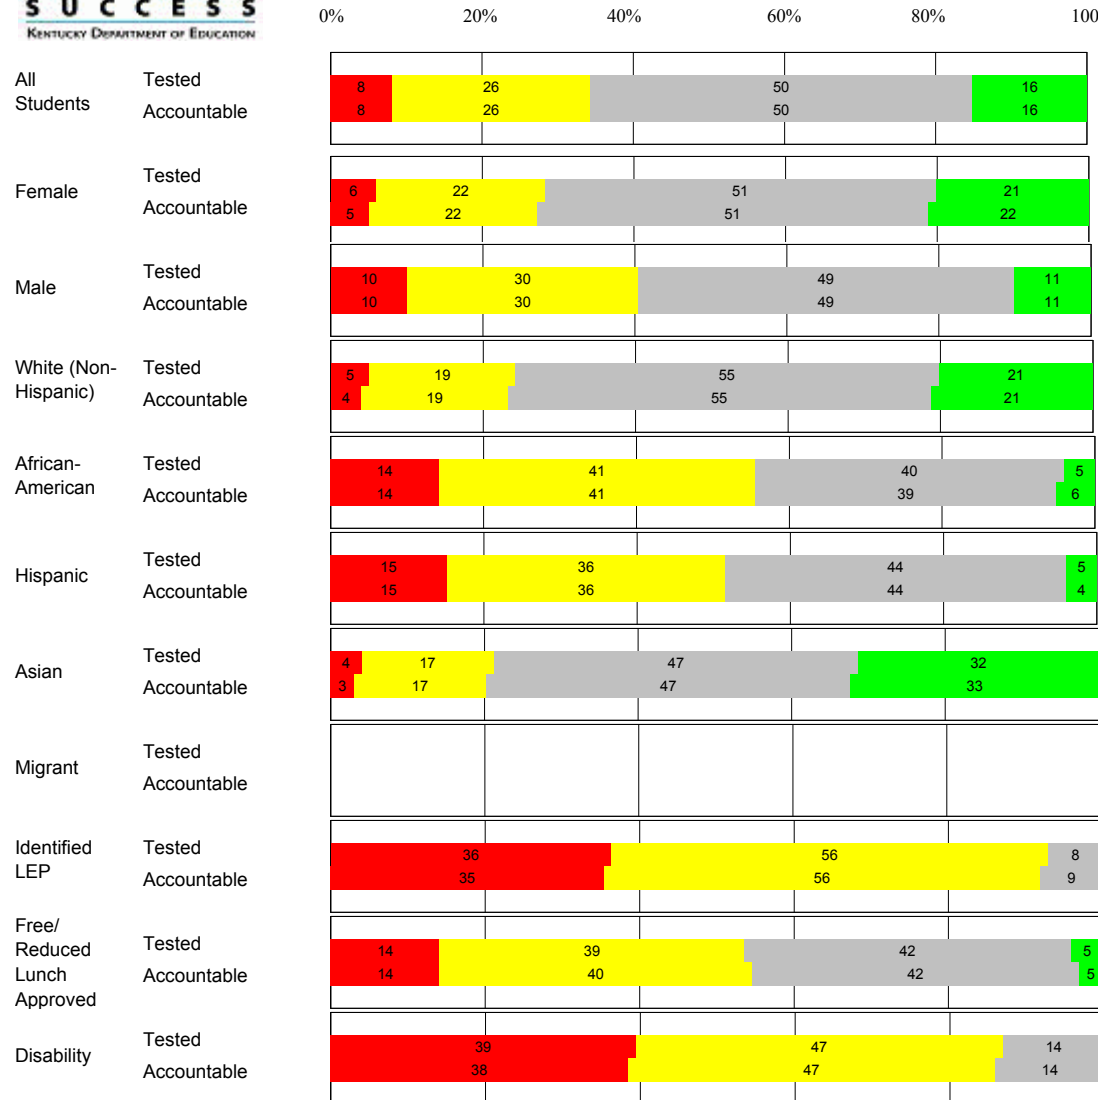 S U C C E S S
KENTUCKY DEPARTMENT OF EDUCATION
0% 20% 40% 60% 80% 100
All Students
Tested 8 26 50 16
Accountable 8 26 50 16
Female
Tested 6 22 51 21
Accountable 5 22 51 22
Male
Tested 10 30 49 11
Accountable 10 30 49 11
White (Non-
Hispanic)
Tested 5 19 55 21
Accountable 4 19 55 21
African-
American
Tested 14 41 40 5
Accountable 14 41 39 6
Hispanic
Tested 15 36 44 5
Accountable 15 36 44 4
Asian
Tested 4 17 47 32
Accountable 3 17 47 33
Migrant
Tested
Accountable
Identified
LEP
Tested 36 56 8
Accountable 35 56 9
Free/
Reduced
Lunch
Approved
Tested 14 39 42 5
Accountable 14 40 42 5
Disability
Tested 39 47 14
Accountable 38 47 14